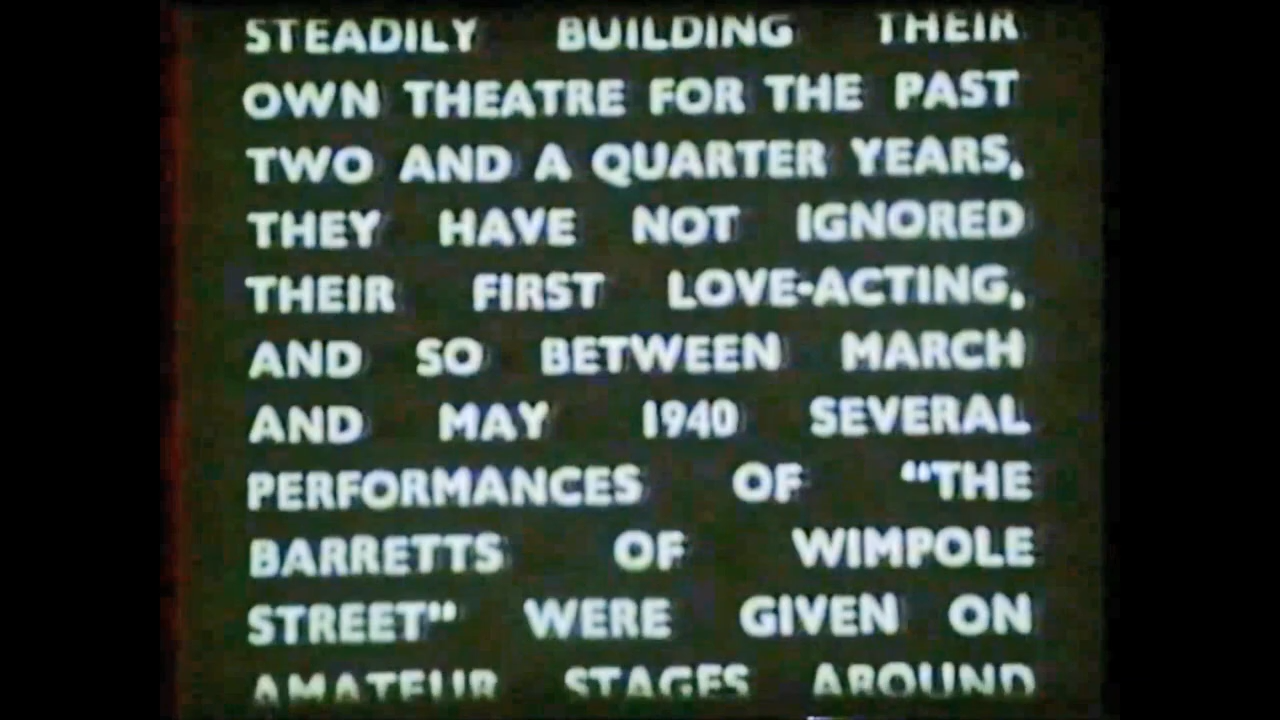 STEADILY BUILDING THEIR
OWN THEATRE FOR THE PAST
TWO AND A QUARTER YEARS,
THEY HAVE NOT IGNORED
THEIR FIRST LOVE-ACTING,
AND SO BETWEEN MARCH
AND MAY 1940 SEVERAL
PERFORMANCES OF “THE
BARRETTS OF WIMPOLE
STREET” WERE GIVEN ON
AMATEUR STAGES AROUND